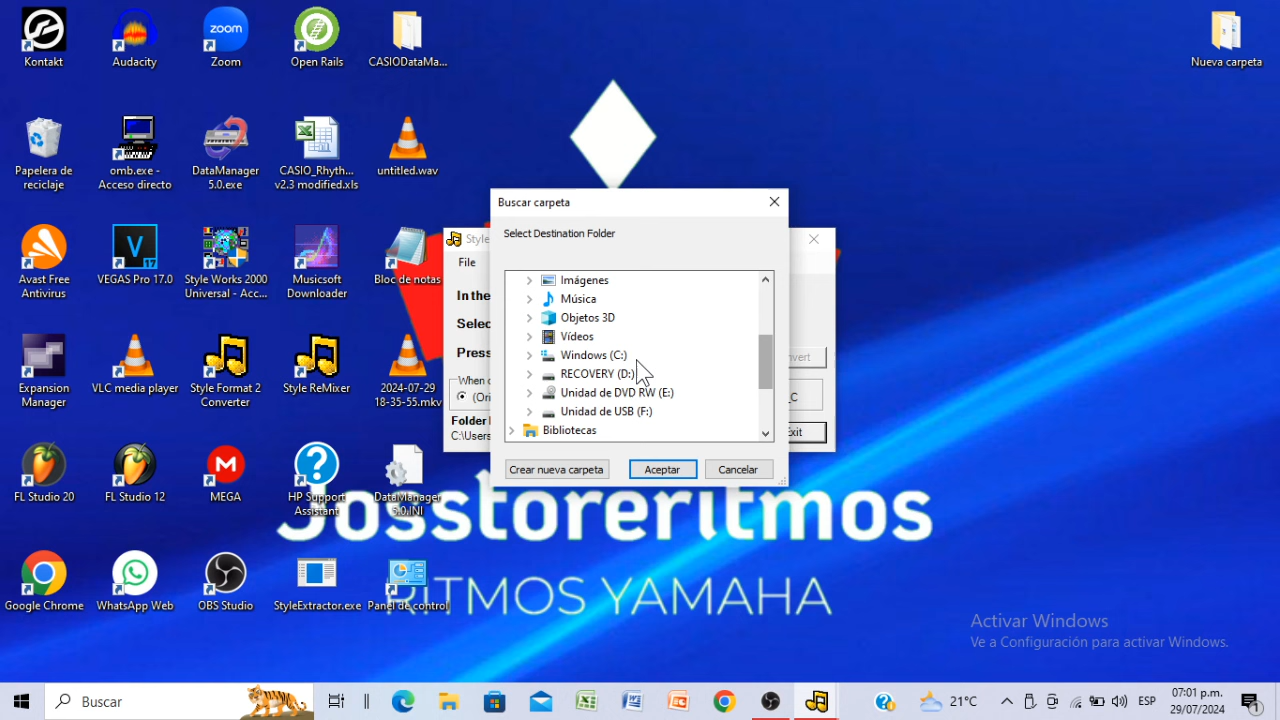 Kontakt
Audacity
Zoom
Open Rails
CASIODataMa...
Nueva carpeta
zoom
Papelera de
reciclaje
omb.exe -
Acceso directo
DataManager
5.0.exe
CASIO_Rhyth...
v2.3 modified.xls
untitled.wav
Avast Free
Antivirus
VEGAS Pro 17.0
Style Works 2000
Universal - Acc...
Musicsoft
Downloader
Bloc de notas
Expansion
Manager
VLC media player
Style Format 2
Converter
Style ReMixer
2024-07-29
18-35-55.mkv
FL Studio 20
FL Studio 12
MEGA
HP Support
Assistant
DataManager
5.0.INI
Google Chrome
WhatsApp Web
OBS Studio
StyleExtractor.exe
Panel de control
Style
File
In the
Selec
Press
When c
(Ori
Folder
C:\Users
Exit
Buscar carpeta
Select Destination Folder
Imágenes
Música
Objetos 3D
Vídeos
Windows (C:)
RECOVERY (D:)
Unidad de DVD RW (E:)
Unidad de USB (F:)
Bibliotecas
Crear nueva carpeta
Aceptar
Cancelar
Josstoreritmos
RITMOS YAMAHA
Activar Windows
Ve a Configuración para activar Windows.
Buscar
21°C
ESP
07:01 p.m.
29/07/2024